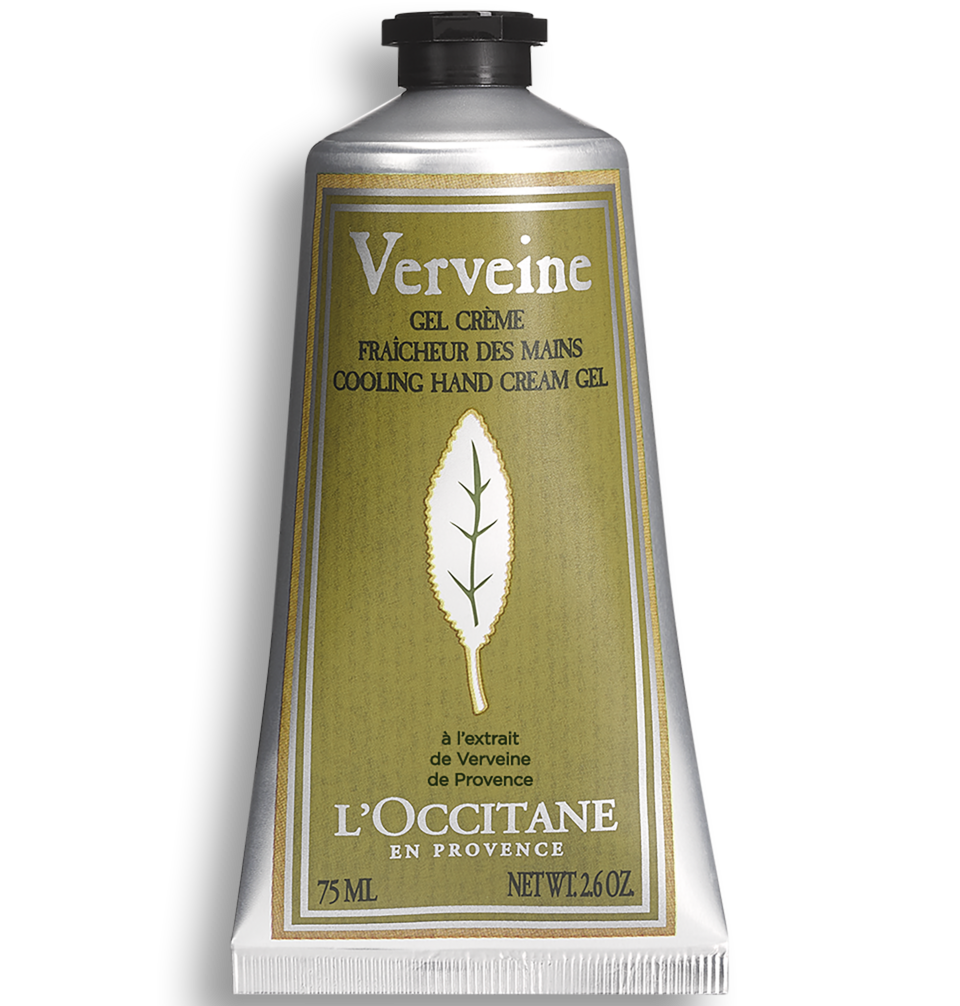 Verveine
GEL CRÈME
FRAÎCHEUR DES MAINS
COOLING HAND CREAM GEL
à l'extrait
de Verveine
de Provence
L'OCCITANE
EN PROVENCE
75 ML NET WT. 2.6 OZ.